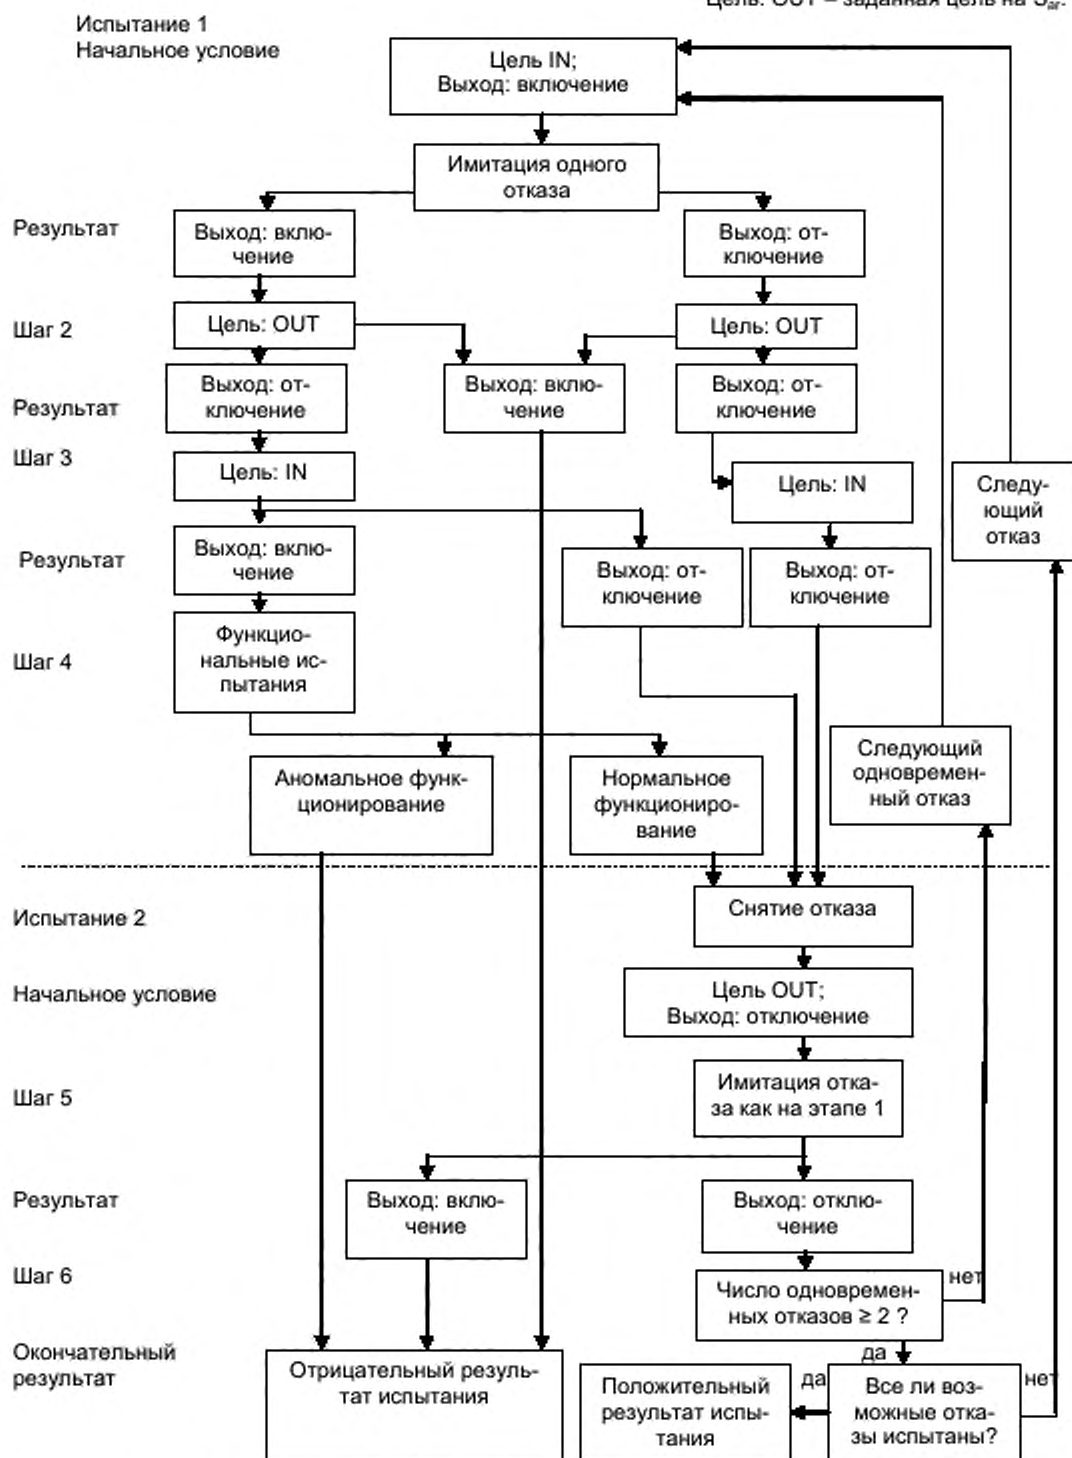 Цель: OUT – заданная цель на Sar.
Испытание 1
Начальное условие
Цель IN;
Выход: включение
Имитация одного
отказа
Результат
Выход: вклю-
чение
Выход: от-
ключение
Шаг 2
Цель: OUT
Цель: OUT
Результат
Выход: от-
ключение
Выход: вклю-
чение
Выход: от-
ключение
Шаг 3
Цель: IN
Цель: IN
Следу-
ющий
отказ
Результат
Выход: вклю-
чение
Выход: от-
ключение
Выход: от-
ключение
Шаг 4
Функцио-
нальные ис-
пытания
Аномальное функ-
ционирование
Нормальное
функциониро-
вание
Следующий
одновремен-
ный отказ
Испытание 2
Снятие отказа
Начальное условие
Цель OUT;
Выход: отключение
Шаг 5
Имитация отка-
за как на этапе 1
Результат
Выход: вклю-
чение
Выход: отклю-
чение
Шаг 6
Число одновремен-
ных отказов ≥ 2 ?
нет
да
Окончательный
результат
Отрицательный резуль-
тат испытания
Положительный
результат испы-
тания
да
Все ли воз-
можные отка-
зы испытаны?
нет